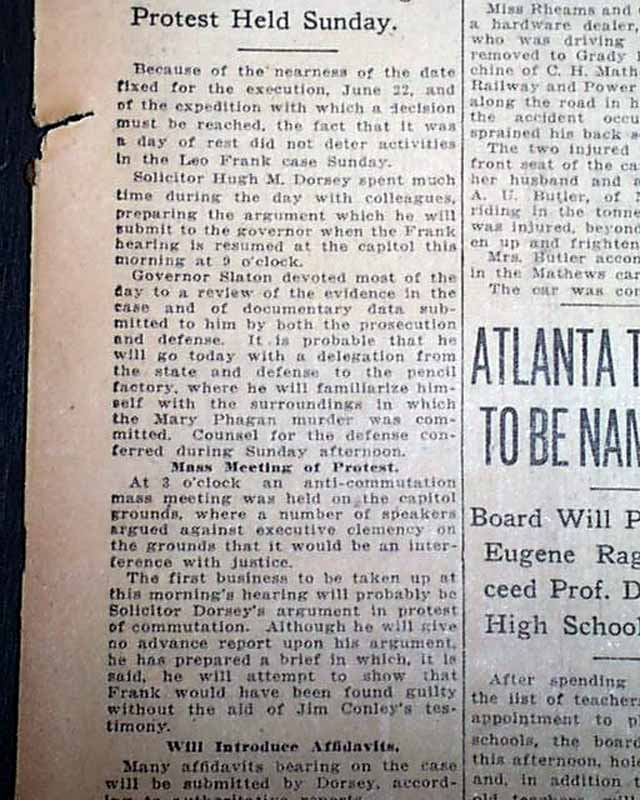 Protest Held Sunday.
Because of the nearness of the date
fixed for the execution, June 22, and
of the expedition with which a decision
must be reached, the fact that it was
a day of rest did not deter activities
in the Leo Frank case Sunday.
Solicitor Hugh M. Dorsey spent much
time during the day with colleagues,
preparing the argument which he will
submit to the governor when the Frank
hearing is resumed at the capitol this
morning at 9 o'clock.
Governor Slaton devoted most of the
day to a review of the evidence in the
case and of documentary data sub-
mitted to him by both the prosecution
and defense. It is probable that he
will go today with a delegation from
the state and defense to the pencil
factory, where he will familiarize him-
self with the surroundings in which
the Mary Phagan murder was com-
mitted. Counsel for the defense con-
ferred during Sunday afternoon.
Mass Meeting of Protest.
At 3 o'clock an anti-commutation
mass meeting was held on the capitol
grounds, where a number of speakers
argued against executive clemency on
the grounds that it would be an inter-
ference with justice.
The first business to be taken up at
this morning's hearing will probably be
Solicitor Dorsey's argument in protest
of commutation. Although he will give
no advance report upon his argument,
he has prepared a brief in which, it is
said, he will attempt to show that
Frank would have been found guilty
without the aid of Jim Conley's tes-
timony.
Will Introduce Affidavits.
Many affidavits bearing on the case
will be submitted by Dorsey, accord-
ing to authoritative reports.
Miss Rheams and
a hardware dealer,
who was driving
removed to Grady
chine of C. H. Math
Railway and Power
along the road in
the accident occu
sprained his back
The two injured
front seat of the ca
her husband and
A. U. Butler, of
riding in the tonne
was injured, beyond
en up and frighten
Mrs. Butler accom
in the Mathews car
The car was
ATLANTA T
TO BE NAM
Board Will P
Eugene Rag
ceed Prof. D
High School
After spending
the list of teachers
appointment to
schools, the board
this afternoon,
and, in addition